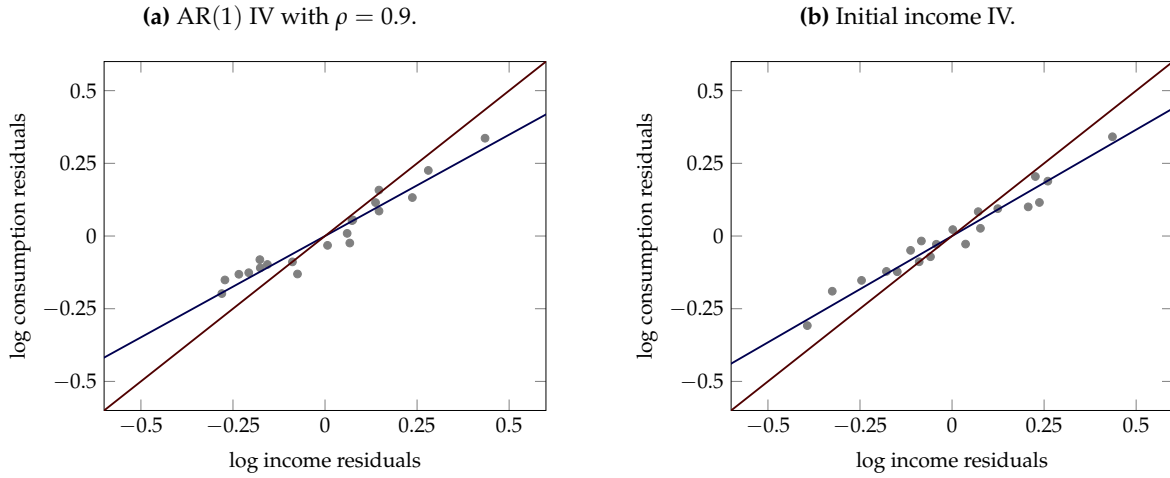 (a) AR(1) IV with ρ = 0.9.
0.5
0.25
0
−0.25
−0.5
log consumption residuals
−0.5 −0.25 0 0.25 0.5
log income residuals
(b) Initial income IV.
0.5
0.25
0
−0.25
−0.5
log consumption residuals
−0.5 −0.25 0 0.25 0.5
log income residuals